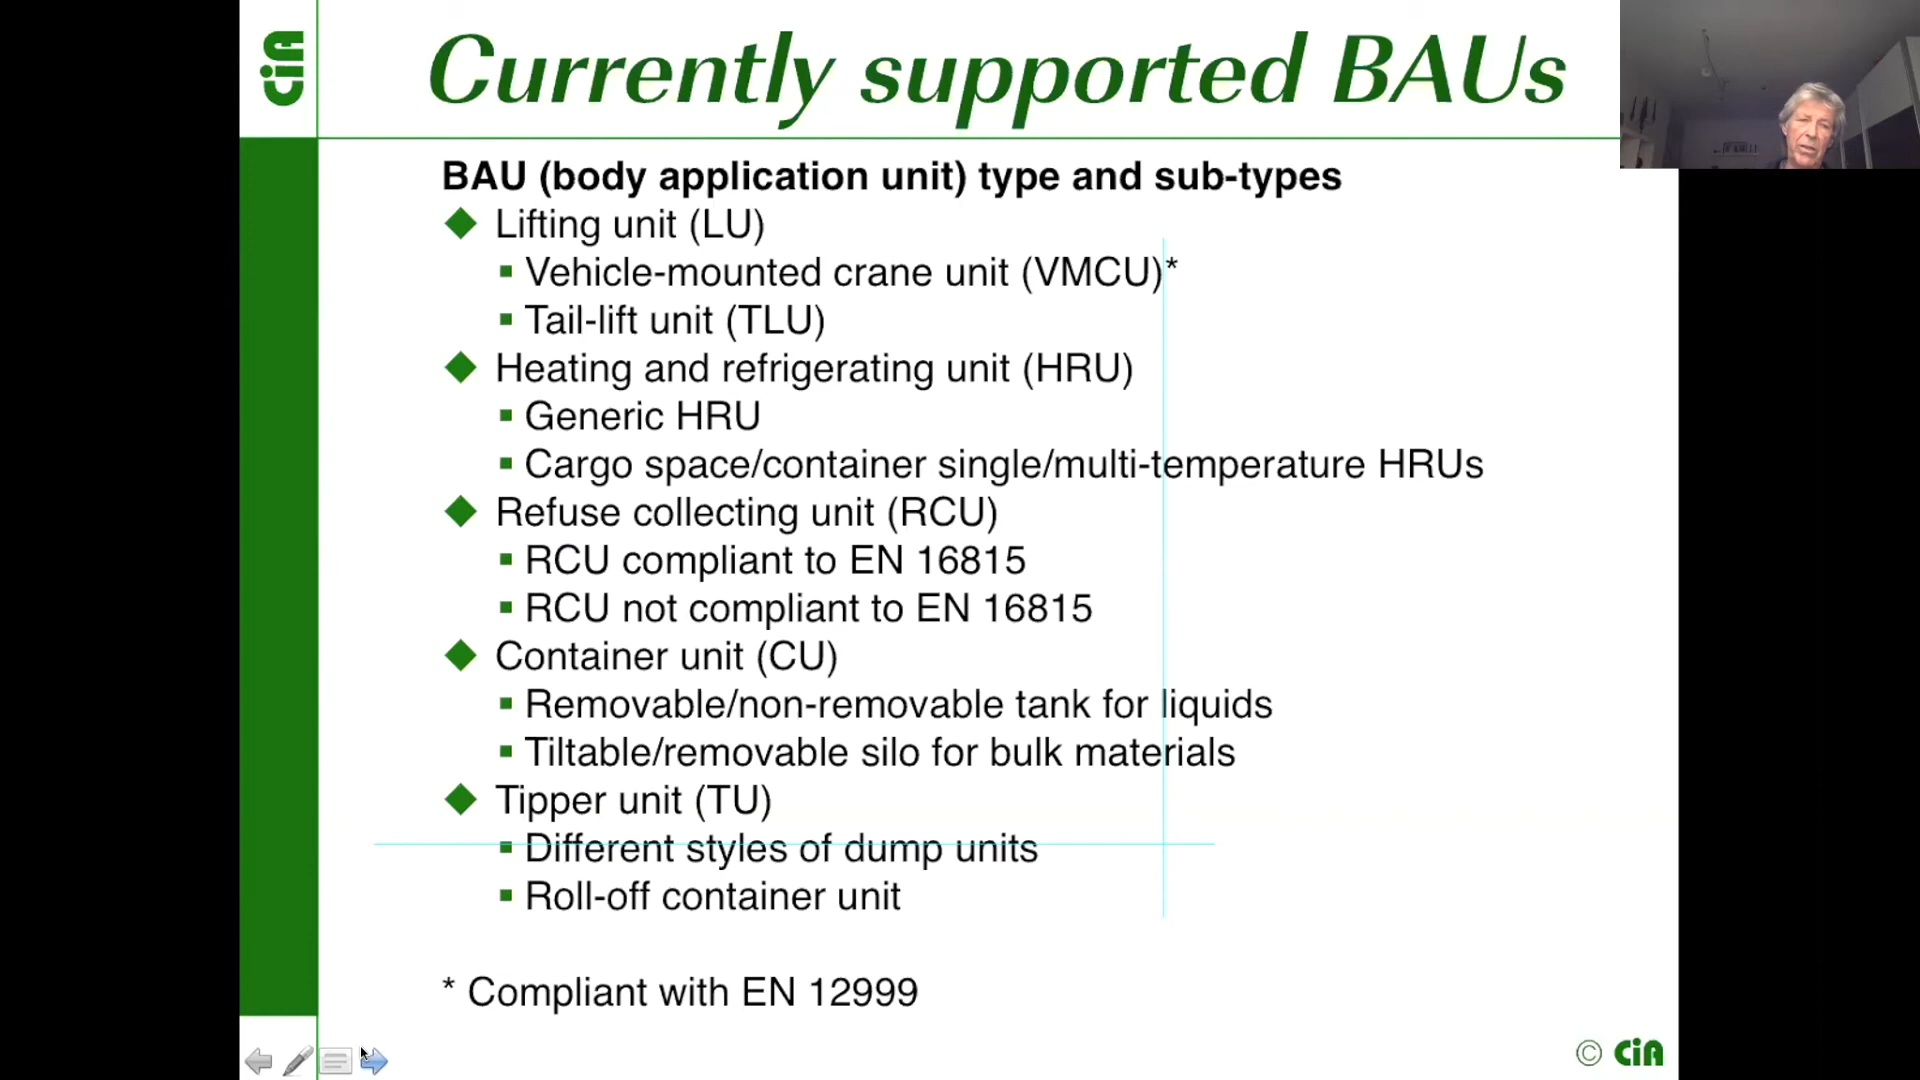 CiA
Currently supported BAUs
BAU (body application unit) type and sub-types
Lifting unit (LU)
Vehicle-mounted crane unit (VMCU)*
Tail-lift unit (TLU)
Heating and refrigerating unit (HRU)
Generic HRU
Cargo space/container single/multi-temperature HRUs
Refuse collecting unit (RCU)
RCU compliant to EN 16815
RCU not compliant to EN 16815
Container unit (CU)
Removable/non-removable tank for liquids
Tiltable/removable silo for bulk materials
Tipper unit (TU)
Different styles of dump units
Roll-off container unit
* Compliant with EN 12999
© CiA